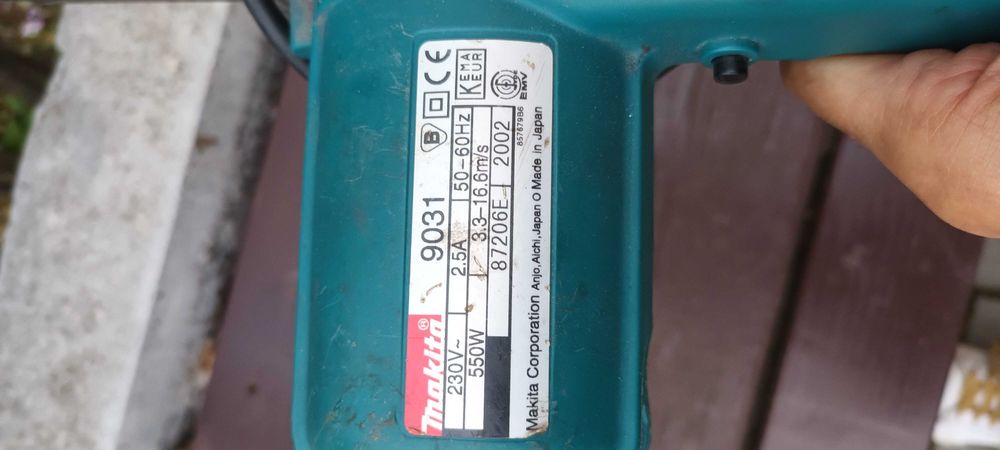 makita®
9031
B
CE
KEMA
KEUR
230V~ 2.5A 50-60Hz
550W 3.3-16.6m/s
87206E 2002
EMV
857679B6
Makita Corporation Anjo, Aichi, Japan O Made in Japan